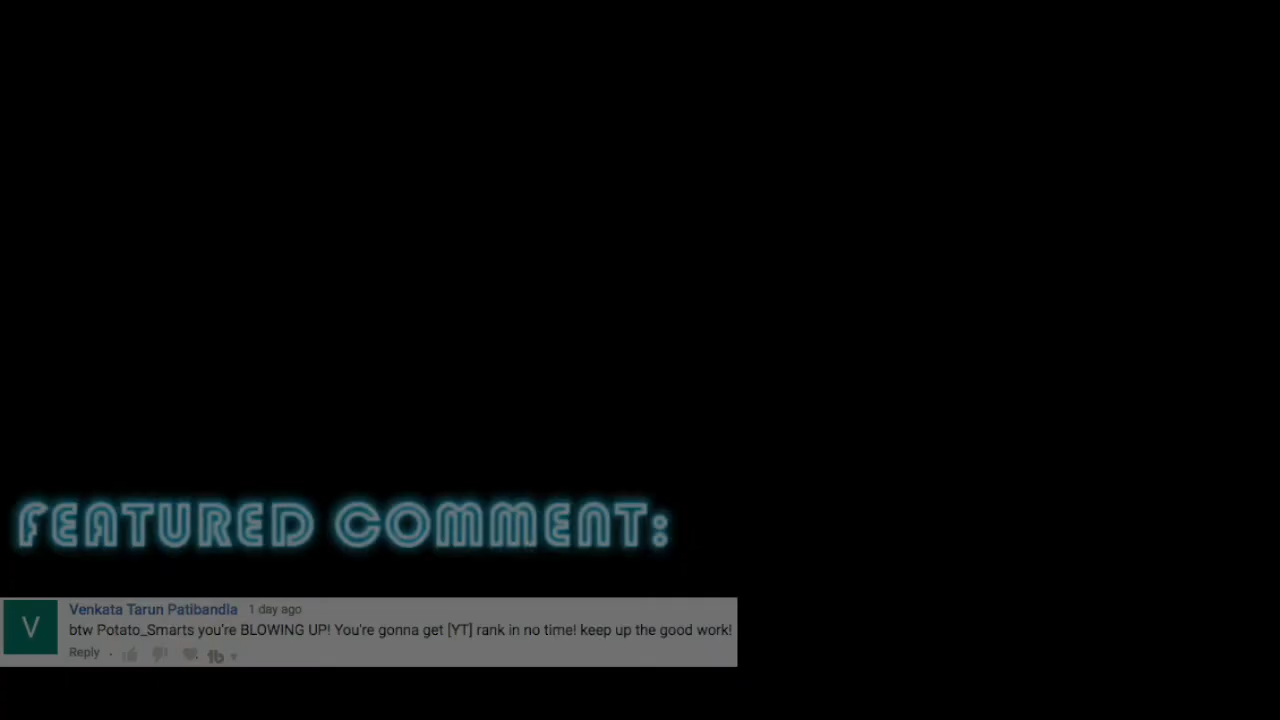 FEATURED COMMENT:
V
Venkata Tarun Patibandla 1 day ago
btw Potato_Smarts you're BLOWING UP! You're gonna get [YT] rank in no time! keep up the good work!
Reply · tb